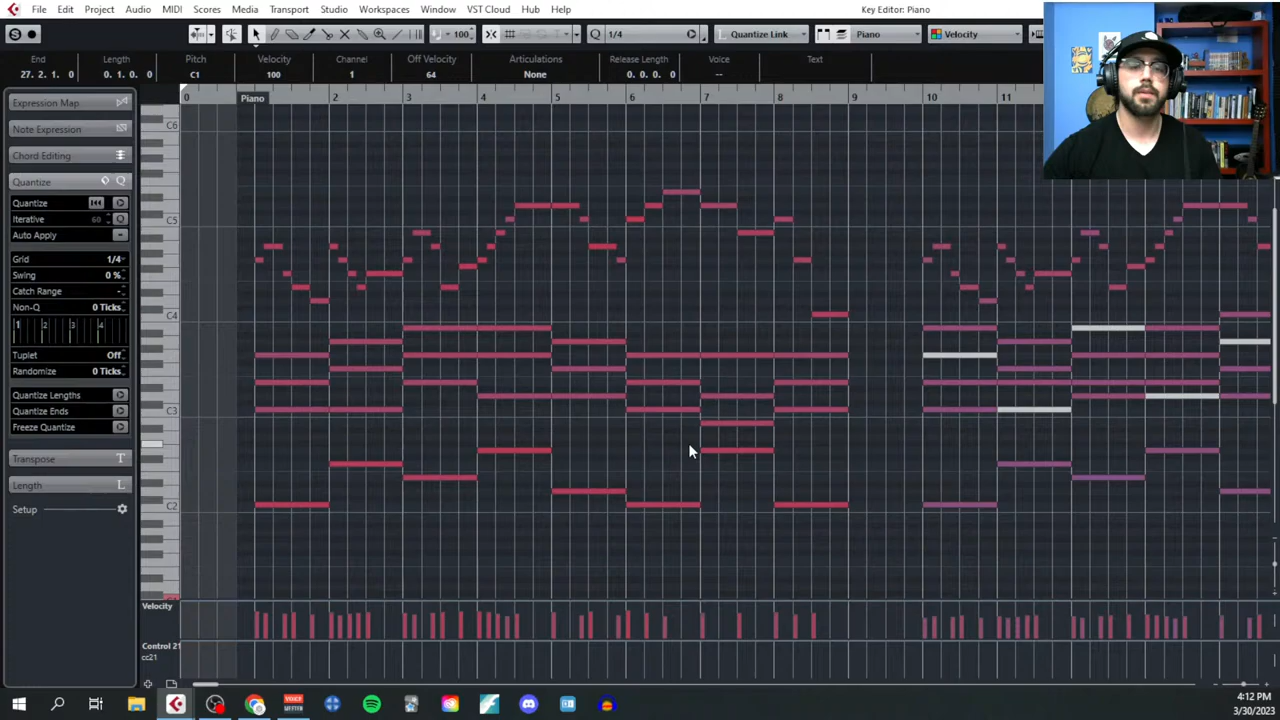 File Edit Project Audio MIDI Scores Media Transport Studio Workspaces Window VST Cloud Hub Help Key Editor: Piano
100 1/4 Quantize Link Piano Velocity
End Length Pitch Velocity Channel Off Velocity Articulations Release Length Voice Text
27. 2. 1. 0 0. 1. 0. 0 C1 100 1 64 None 0. 0. 0. 0 --
0 Piano 2 3 4 5 6 7 8 9 10 11
Expression Map
Note Expression
Chord Editing
Quantize
Quantize
Iterative 60
Auto Apply
Grid 1/4
Swing 0 %
Catch Range -
Non-Q 0 Ticks
1 2 3 4
Tuplet Off
Randomize 0 Ticks
Quantize Lengths
Quantize Ends
Freeze Quantize
Transpose
Length
Setup
C6
C5
C4
C3
C2
Velocity
Control 21
cc21
4:12 PM
3/30/2023